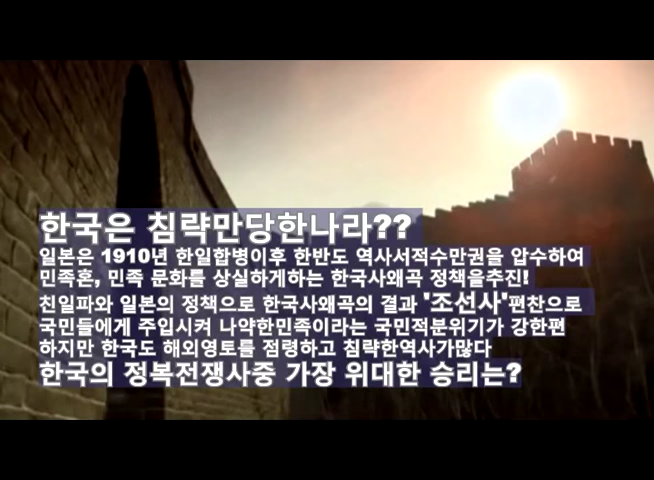 한국은 침략만당한나라??
일본은 1910년 한일합병이후 한반도 역사서적수만권을 압수하여
민족혼, 민족 문화를 상실하게하는 한국사왜곡 정책을추진!
친일파와 일본의 정책으로 한국사왜곡의 결과 '조선사'편찬으로
국민들에게 주입시켜 나약한민족이라는 국민적분위기가 강한편
하지만 한국도 해외영토를 점령하고 침략한역사가많다
한국의 정복전쟁사중 가장 위대한 승리는?